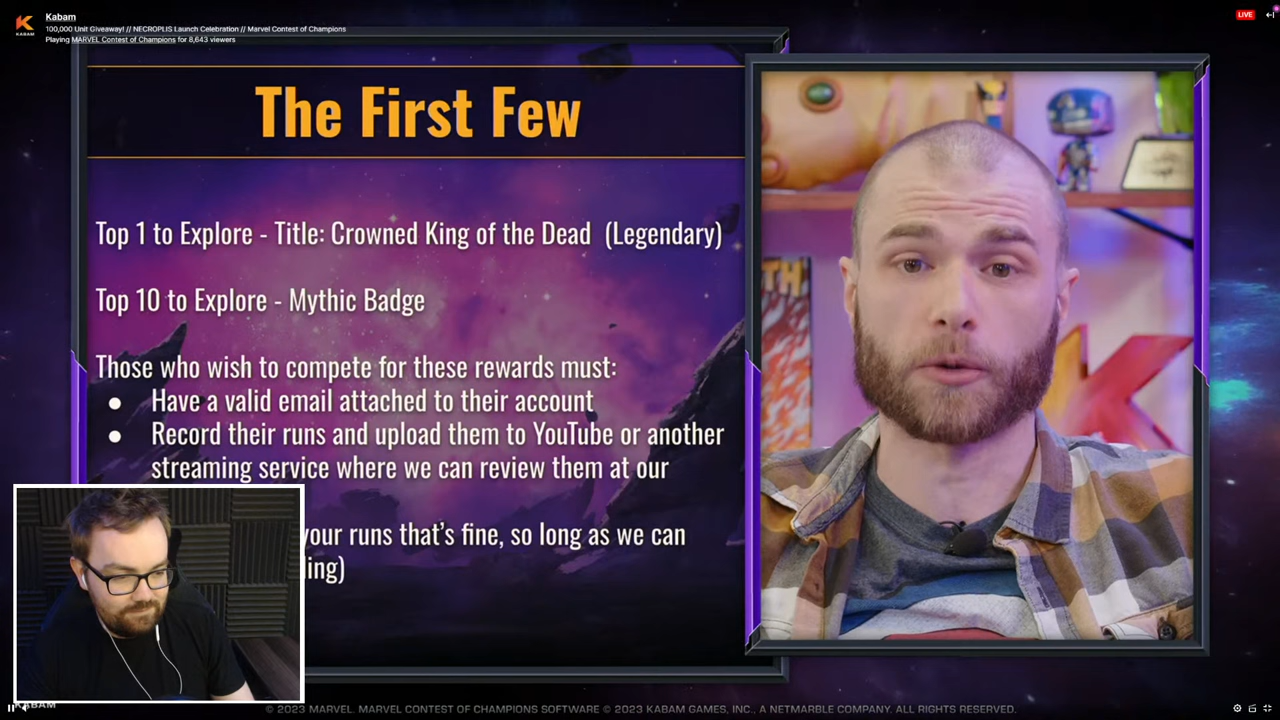 Kabam
100,000 Unit Giveaway! // NECROPLIS Launch Celebration // Marvel Contest of Champions
Playing MARVEL Contest of Champions for 8,643 viewers
LIVE
KABAM
The First Few
Top 1 to Explore - Title: Crowned King of the Dead (Legendary)
Top 10 to Explore - Mythic Badge
Those who wish to compete for these rewards must:
● Have a valid email attached to their account
● Record their runs and upload them to YouTube or another
streaming service where we can review them at our
your runs that's fine, so long as we can
ing)
TH
KABAM
© 2023 MARVEL. MARVEL CONTEST OF CHAMPIONS SOFTWARE © 2023 KABAM GAMES, INC., A NETMARBLE COMPANY. ALL RIGHTS RESERVED.